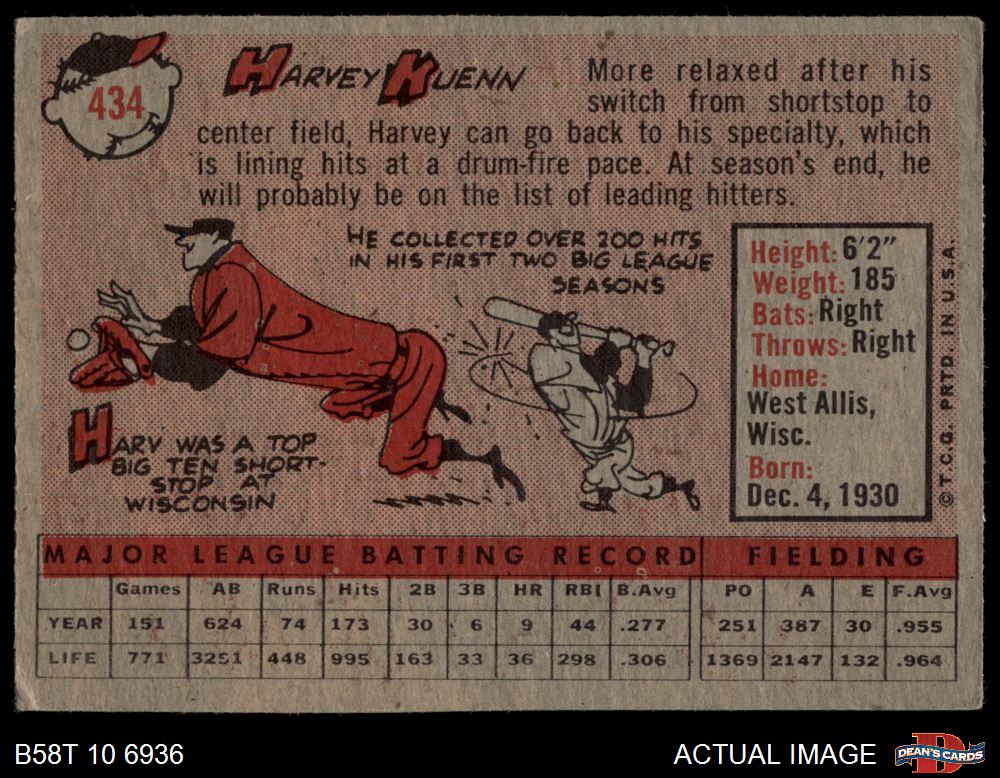 434
HARVEY KUENN
More relaxed after his
switch from shortstop to
center field, Harvey can go back to his specialty, which
is lining hits at a drum-fire pace. At season's end, he
will probably be on the list of leading hitters.
HE COLLECTED OVER 200 HITS
IN HIS FIRST TWO BIG LEAGUE
SEASONS
HARV WAS A TOP
BIG TEN SHORT-
STOP AT
WISCONSIN
Height: 6'2"
Weight: 185
Bats: Right
Throws: Right
Home:
West Allis,
Wisc.
Born:
Dec. 4, 1930
© T.C.G. PRTD. IN U.S.A.
MAJOR LEAGUE BATTING RECORD FIELDING
Games AB Runs Hits 2B 3B HR RBI B.Avg PO A E F.Avg
YEAR 151 624 74 173 30 6 9 44 .277 251 387 30 .955
LIFE 771 3251 448 995 163 33 36 298 .306 1369 2147 132 .964
B58T 10 6936
ACTUAL IMAGE
D
DEAN'S CARDS